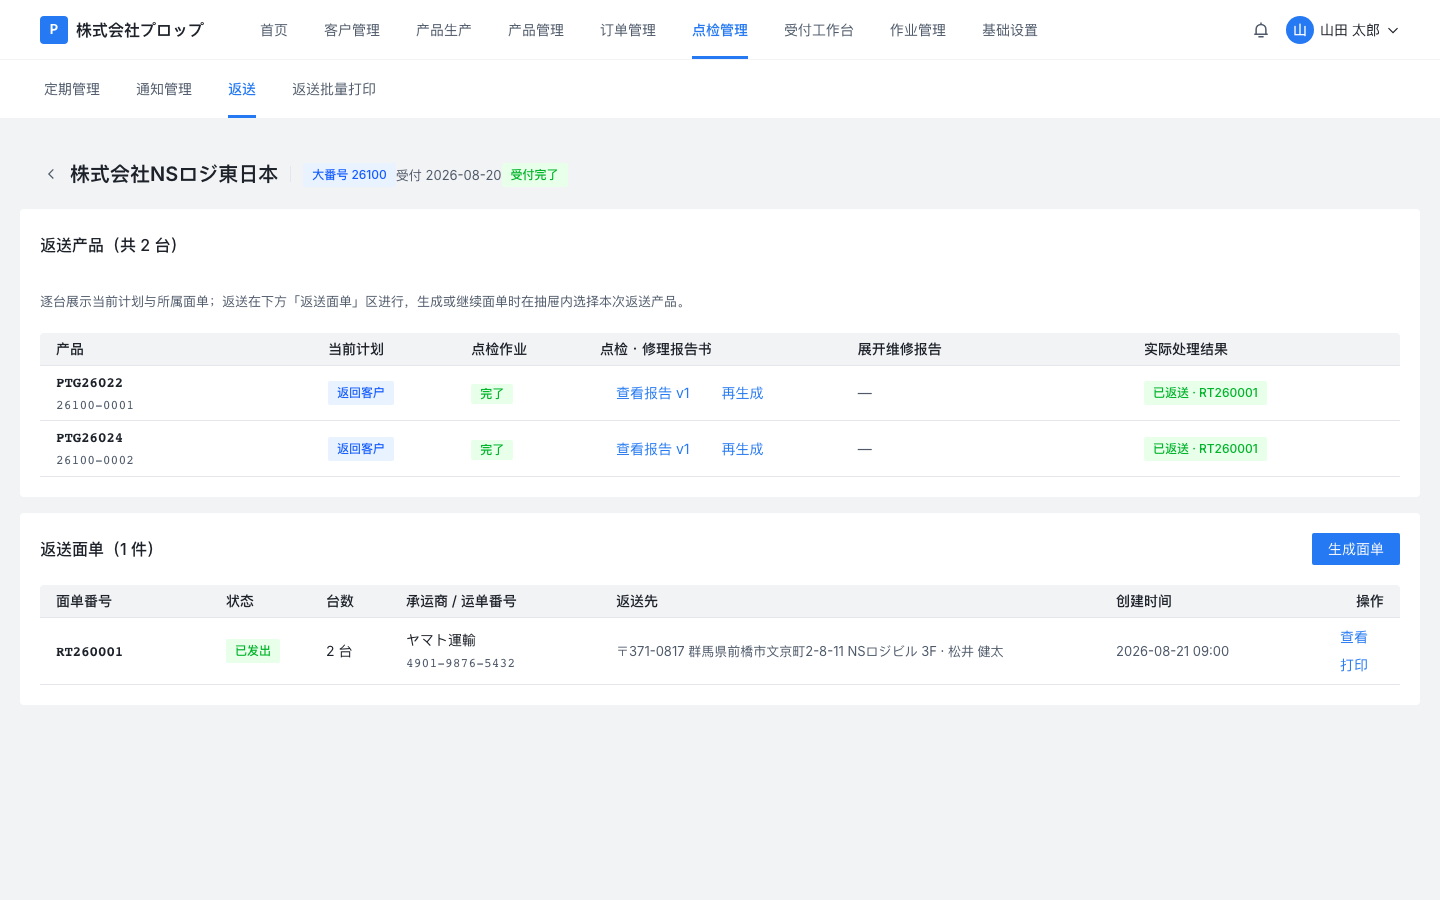 P 株式会社プロップ 首页 客户管理 产品生产 产品管理 订单管理 点检管理 受付工作台 作业管理 基础设置 山 山田 太郎
定期管理 通知管理 返送 返送批量打印
株式会社NSロジ東日本 大番号 26100 受付 2026-08-20 受付完了
返送产品（共 2 台）
逐台展示当前计划与所属面单；返送在下方「返送面单」区进行，生成或继续面单时在抽屉内选择本次返送产品。
产品 当前计划 点检作业 点检 · 修理报告书 展开维修报告 实际处理结果
PTG26022
26100-0001 返回客户 完了 查看报告 v1 再生成 — 已返送 · RT260001
PTG26024
26100-0002 返回客户 完了 查看报告 v1 再生成 — 已返送 · RT260001
返送面单（1 件） 生成面单
面单番号 状态 台数 承运商 / 运单番号 返送先 创建时间 操作
RT260001 已发出 2 台 ヤマト運輸
4901-9876-5432 〒371-0817 群馬県前橋市文京町2-8-11 NSロジビル 3F · 松井 健太 2026-08-21 09:00 查看
打印